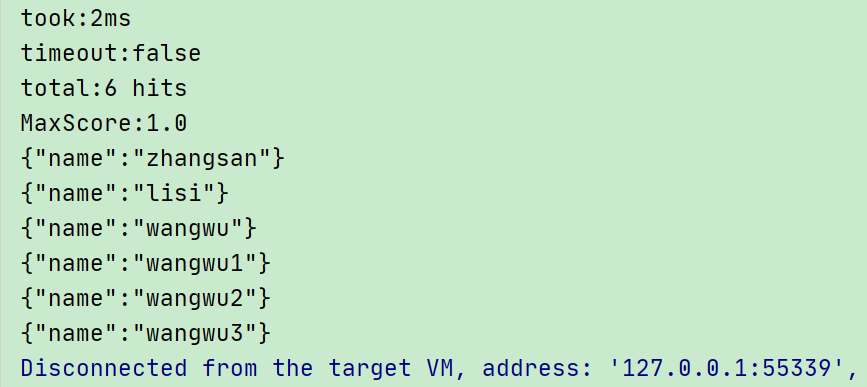 took:2ms
timeout:false
total:6 hits
MaxScore:1.0
{"name":"zhangsan"}
{"name":"lisi"}
{"name":"wangwu"}
{"name":"wangwu1"}
{"name":"wangwu2"}
{"name":"wangwu3"}
Disconnected from the target VM, address: '127.0.0.1:55339',